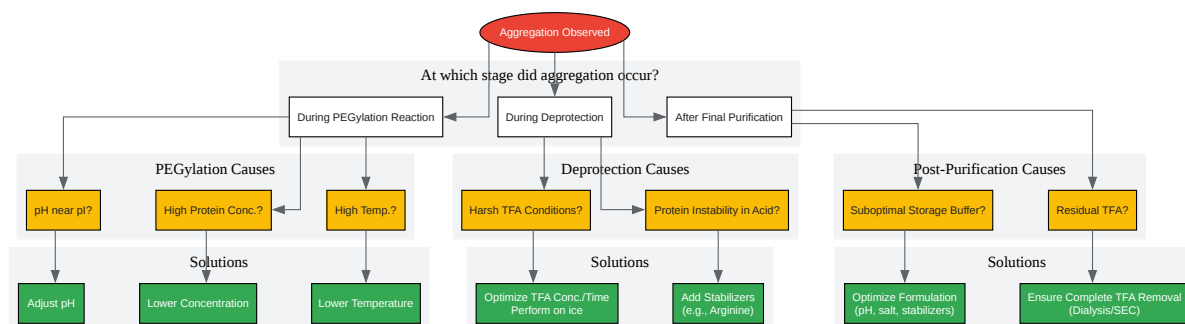 Aggregation Observed
At which stage did aggregation occur?
During PEGylation Reaction
During Deprotection
After Final Purification
PEGylation Causes
Deprotection Causes
Post-Purification Causes
pH near pI?
High Protein Conc.?
High Temp.?
Harsh TFA Conditions?
Protein Instability in Acid?
Suboptimal Storage Buffer?
Residual TFA?
Solutions
Solutions
Solutions
Adjust pH
Lower Concentration
Lower Temperature
Optimize TFA Conc./Time
Perform on ice
Add Stabilizers
(e.g., Arginine)
Optimize Formulation
(pH, salt, stabilizers)
Ensure Complete TFA Removal
(Dialysis/SEC)